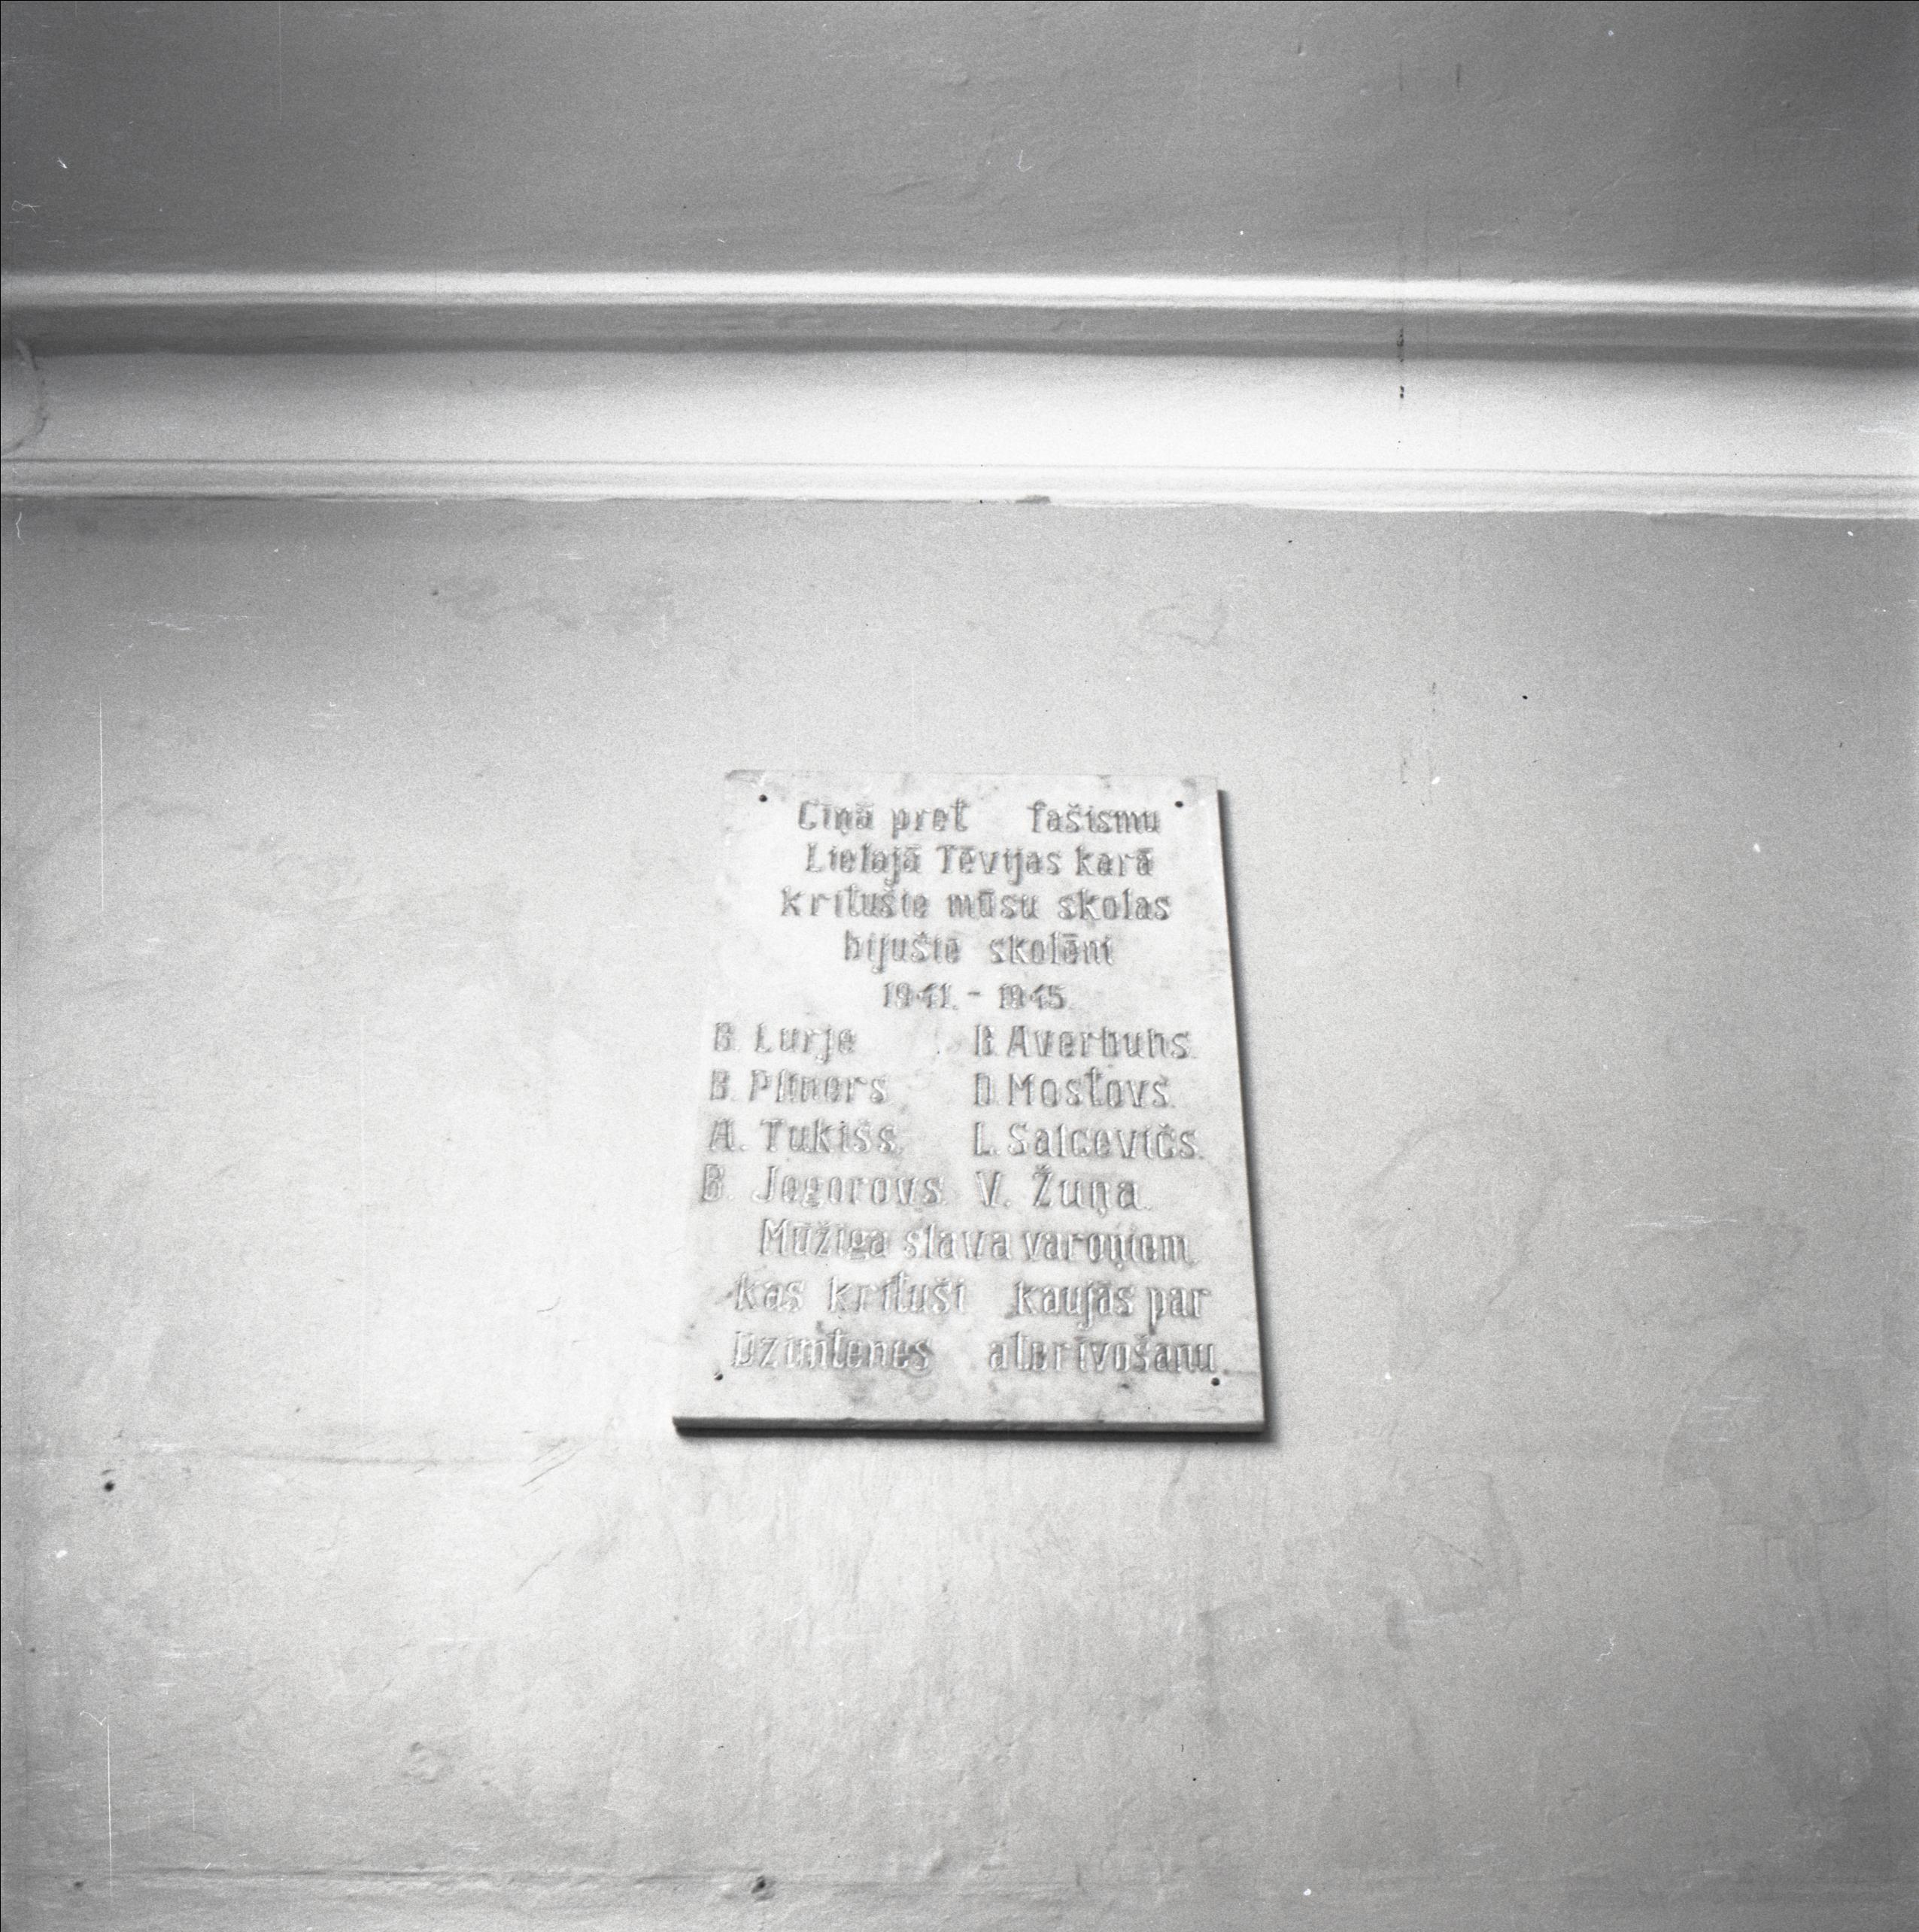 Cīņā pret fašismu
Lielajā Tēvijas karā
kritušie mūsu skolas
bijušie skolēni
1941. - 1945.
B. Lurje B. Averbuhs.
B. Pliners D. Mostovs.
A. Tukišs. L. Salcevičs.
B. Jegorovs. V. Žuņa.
Mūžīga slava varoņiem,
kas krituši kaujās par
Dzimtenes atbrīvošanu.